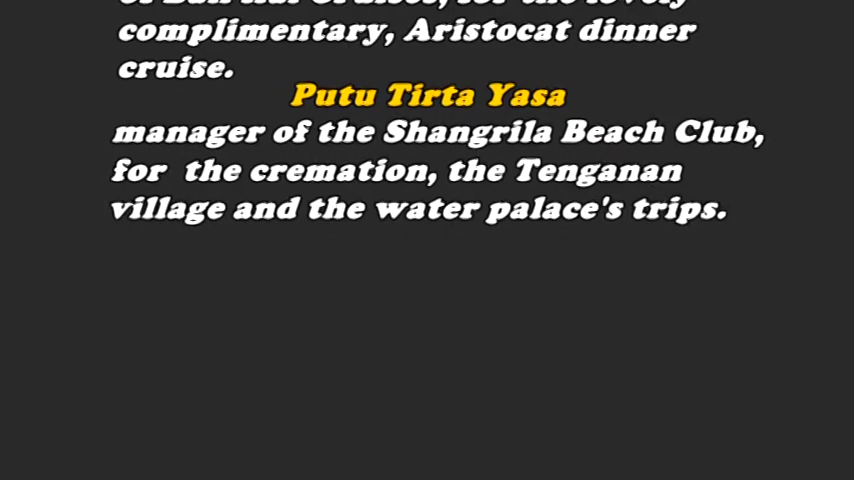 complimentary, Aristocat dinner
cruise.
Putu Tirta Yasa
manager of the Shangrila Beach Club,
for the cremation, the Tenganan
village and the water palace's trips.